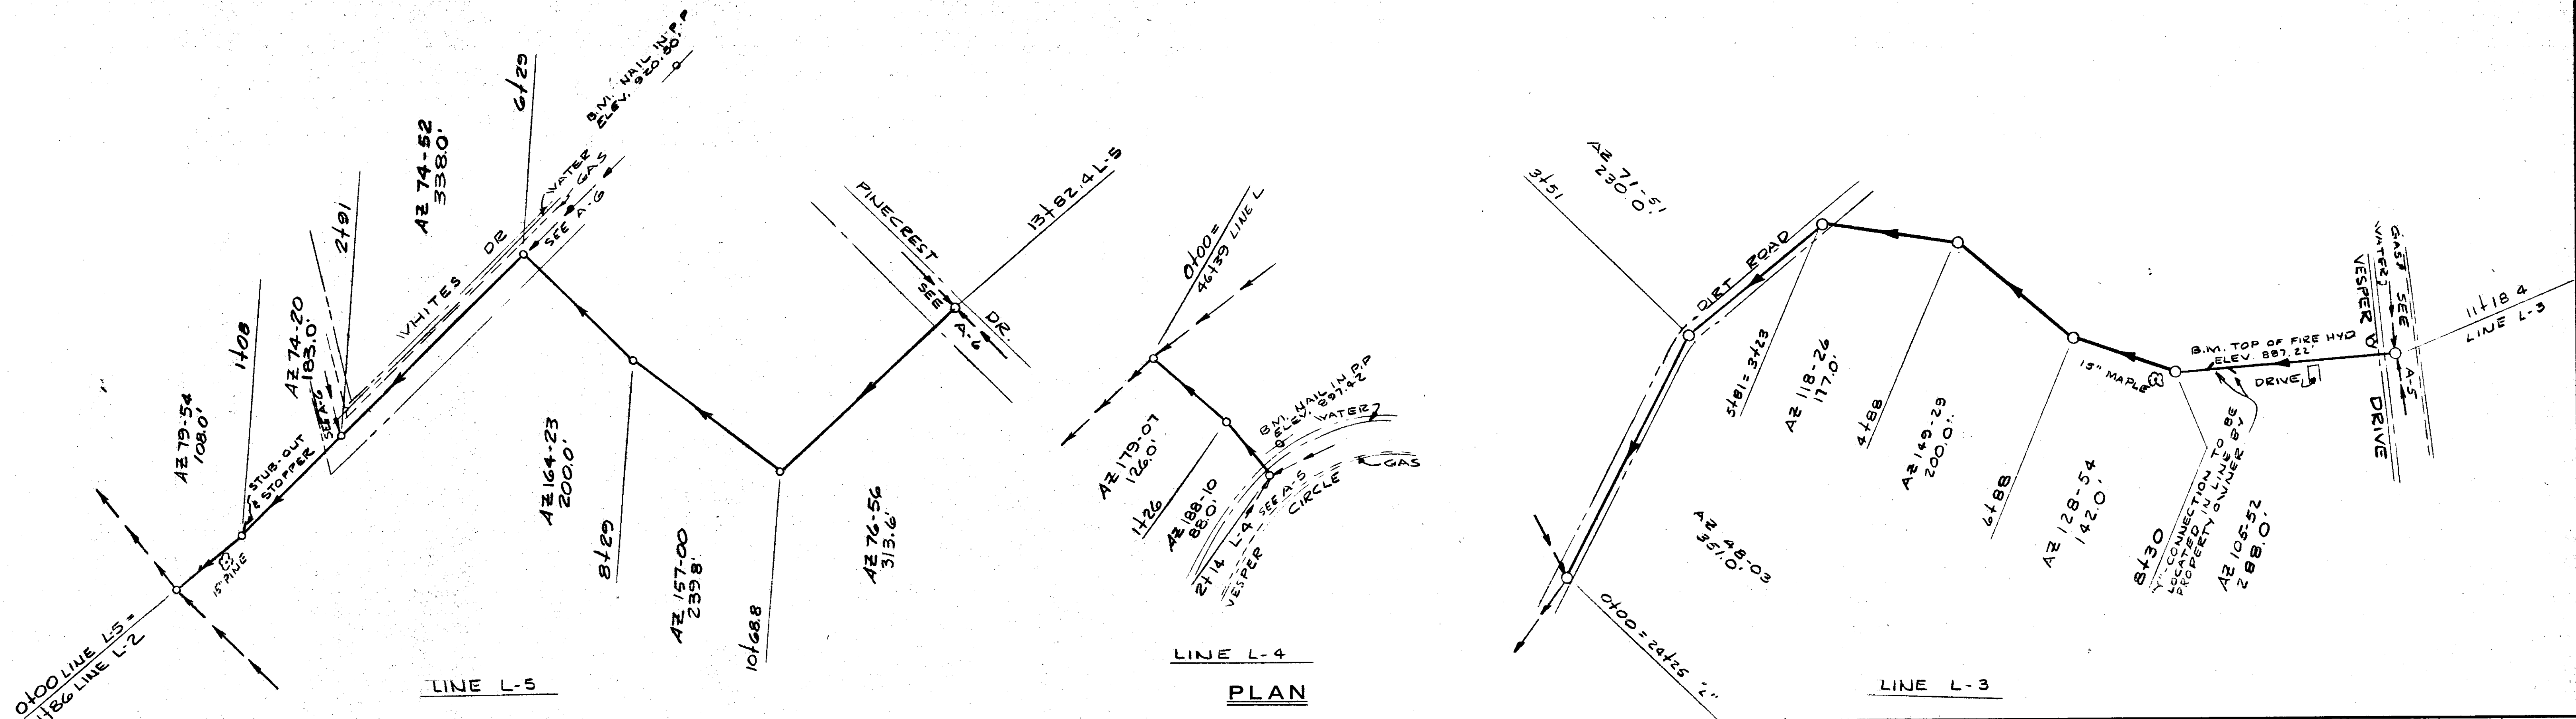 0+00 LINE L-5 =
+86 LINE L-2
AZ 79-54
108.0'
1+08
STUB-OUT
& STOPPER
15" PINE
AZ 74-20
183.0'
SEE A-6
2+91
AZ 74-52
338.0'
WHITES DR
6+29
WATER
GAS
SEE A-6
B.M. NAIL IN P.P
ELEV. 920.80'
AZ 164-23
200.0'
8+29
AZ 157-00
239.8'
10+68.8
AZ 76-56
313.6'
PINECREST DR.
SEE A-6
13+82.4 L-5
LINE L-5
0+00 =
46+39 LINE L
AZ 179-07
126.0'
1+26
AZ 188-10
88.0'
2+14 L-4
SEE A-5
VESPER CIRCLE
B.M. NAIL IN P.P
ELEV. 897.42'
WATER
GAS
LINE L-4
PLAN
3+51
AZ 71-51
230.0'
DIRT ROAD
5+81 = 3+23
AZ 118-26
177.0'
4+88
AZ 149-29
200.0'
6+88
AZ 48-03
351.0'
0+00 = 24+25 "L"
AZ 128-54
142.0'
8+30
"Y"-CONNECTION TO BE
LOCATED IN LINE BY
PROPERTY OWNER
AZ 105-52
288.0'
15" MAPLE
B.M. TOP OF FIRE HYD
ELEV. 887.22'
DRIVE
VESPER DRIVE
WATER
GAS
SEE A-5
11+18.4
LINE L-3
LINE L-3